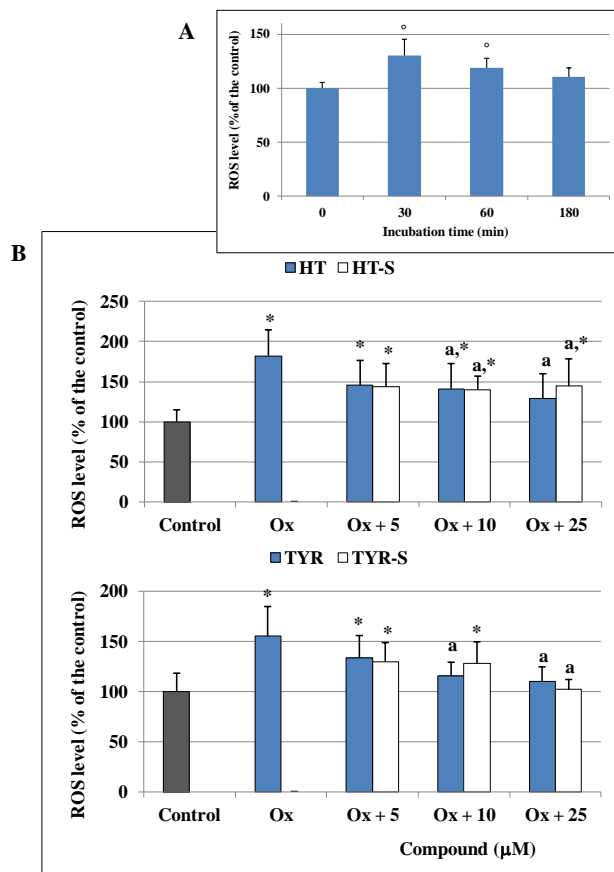 A
ROS level (% of the control)
150
100
50
0
° °
0 30 60 180
Incubation time (min)
B
HT HT-S
ROS level (% of the control)
250
200
150
100
50
0
* * * a,* a,* a a,*
Control Ox Ox + 5 Ox + 10 Ox + 25
TYR TYR-S
ROS level (% of the control)
200
150
100
50
0
* * * a * a a
Control Ox Ox + 5 Ox + 10 Ox + 25
Compound (μM)